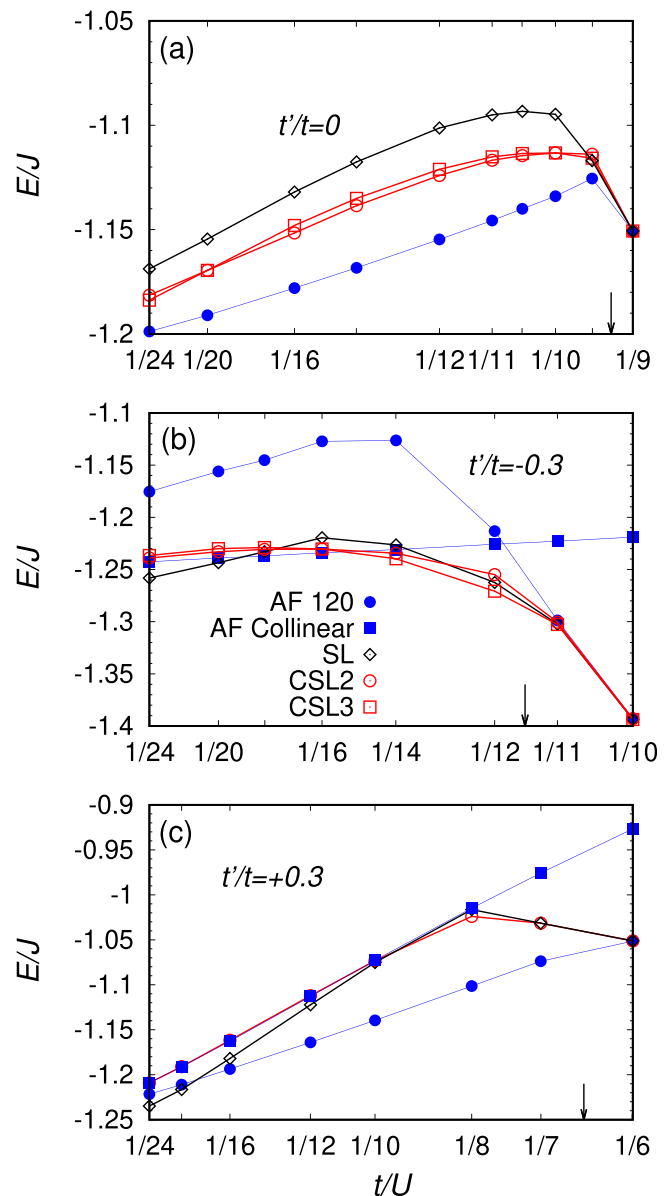 -1.05
(a)
t'/t=0
-1.1
E/J
-1.15
-1.2
1/24 1/20 1/16 1/12 1/11 1/10 1/9
-1.1
(b)
t'/t=-0.3
-1.15
-1.2
E/J
-1.25
AF 120
AF Collinear
-1.3
SL
CSL2
-1.35
CSL3
-1.4
1/24 1/20 1/16 1/14 1/12 1/11 1/10
-0.9
(c)
-0.95
t'/t=+0.3
-1
E/J
-1.05
-1.1
-1.15
-1.2
-1.25
1/24 1/16 1/12 1/10 1/8 1/7 1/6
t/U